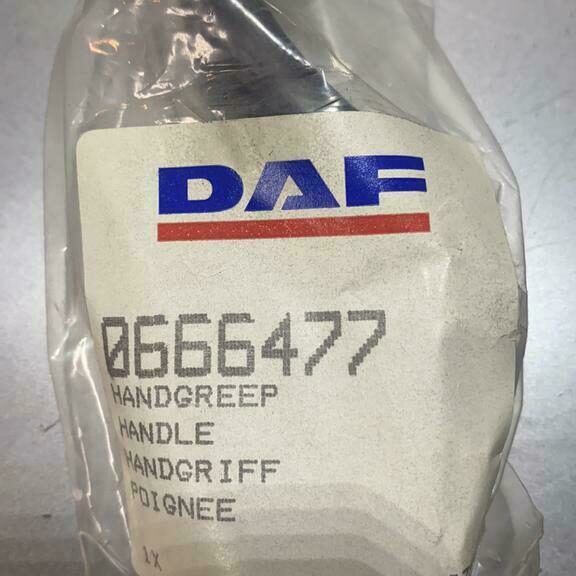 DAF
0666477
HANDGREEP
HANDLE
HANDGRIFF
POIGNEE
1X